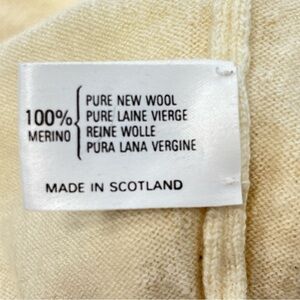 100% MERINO
PURE NEW WOOL
PURE LAINE VIERGE
REINE WOLLE
PURA LANA VERGINE
MADE IN SCOTLAND